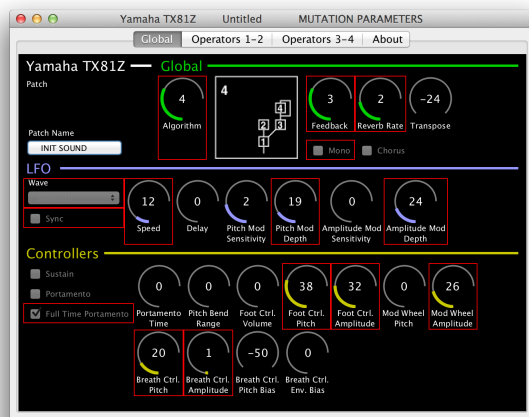 Yamaha TX81Z Untitled MUTATION PARAMETERS
Global Operators 1-2 Operators 3-4 About
Yamaha TX81Z Global
Patch
4
4
2 3
1
4
Algorithm
3
Feedback
2
Reverb Rate
-24
Transpose
Patch Name
INIT SOUND
Mono
Chorus
LFO
Wave
Sync
12
Speed
0
Delay
2
Pitch Mod
Sensitivity
19
Pitch Mod
Depth
0
Amplitude Mod
Sensitivity
24
Amplitude Mod
Depth
Controllers
Sustain
Portamento
Full Time Portamento
0
Portamento
Time
0
Pitch Bend
Range
0
Foot Ctrl.
Volume
38
Foot Ctrl.
Pitch
32
Foot Ctrl.
Amplitude
0
Mod Wheel
Pitch
26
Mod Wheel
Amplitude
20
Breath Ctrl.
Pitch
1
Breath Ctrl.
Amplitude
-50
Breath Ctrl.
Pitch Bias
0
Breath Ctrl.
Env. Bias